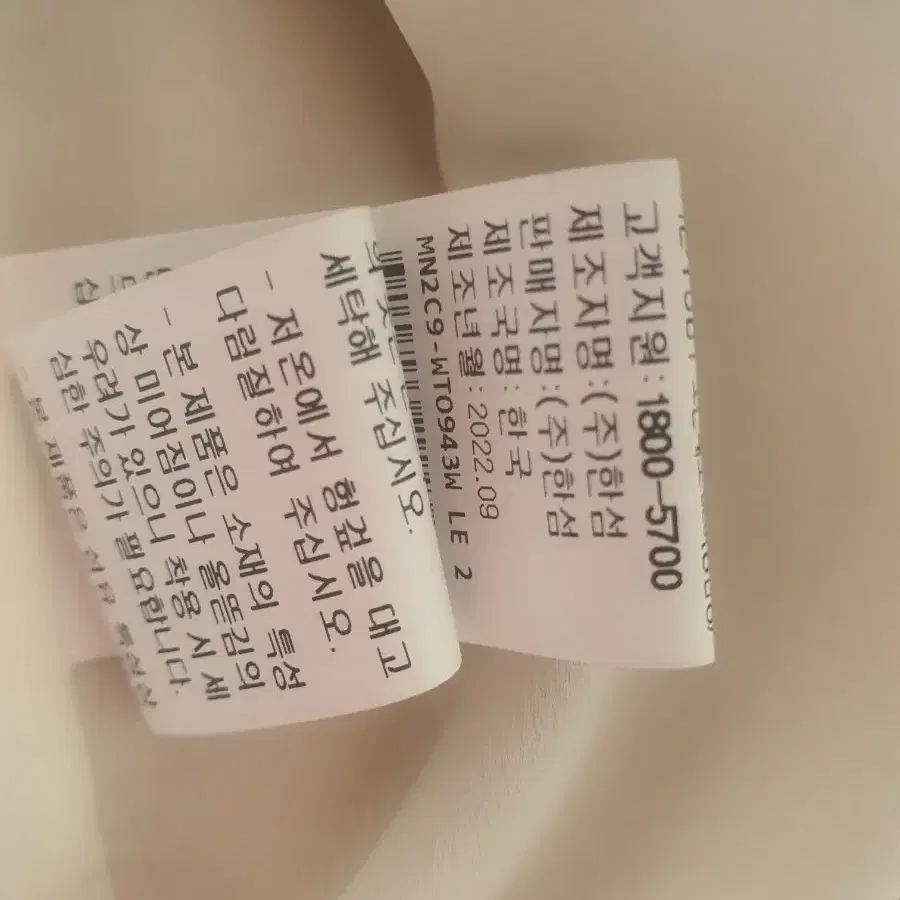 고객지원:1800-5700
제조자명:(주)한섬
판매자명:(주)한섬
제조국명:한국
제조년월:2022.09
MN2C9-WTO943W LE 2
세탁해 주십시오.
- 저온에서 헝겊을 대고
다림질하여 주십시오.
- 본 제품은 소재의 특성
상 미어짐이나 올뜯김의
우려가 있으니 착용 시 세
심한 주의가 필요합니다.